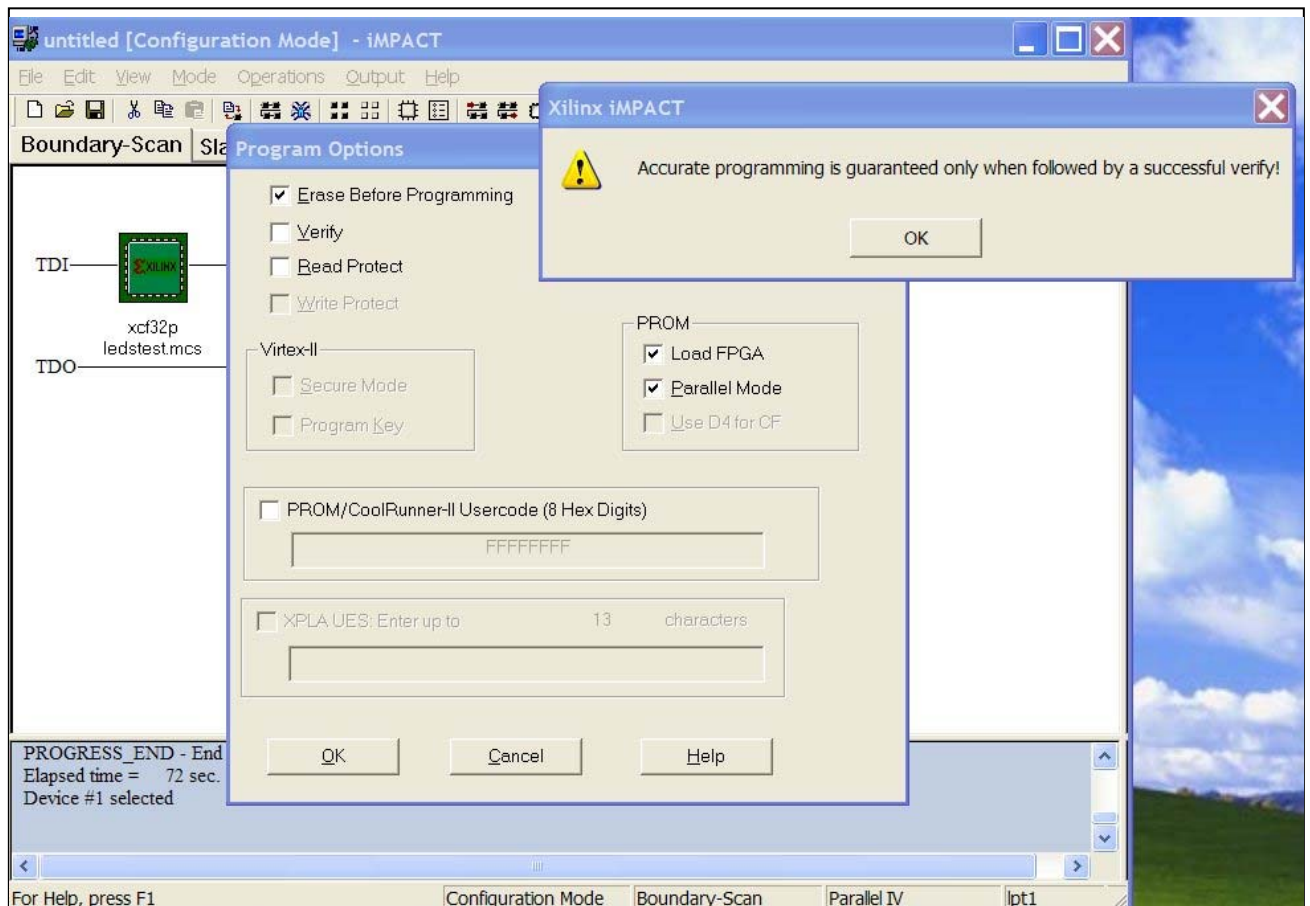 untitled [Configuration Mode] - iMPACT
File Edit View Mode Operations Output Help
Boundary-Scan Sla
Xilinx iMPACT
Accurate programming is guaranteed only when followed by a successful verify!
OK
Program Options
Erase Before Programming
Verify
Read Protect
Write Protect
Virtex-II
Secure Mode
Program Key
PROM
Load FPGA
Parallel Mode
Use D4 for CF
PROM/CoolRunner-II Usercode (8 Hex Digits)
FFFFFFFF
XPLA UES: Enter up to 13 characters
OK Cancel Help
TDI
XILINX
xcf32p
ledstest.mcs
TDO
PROGRESS_END - End
Elapsed time = 72 sec.
Device #1 selected
For Help, press F1 Configuration Mode Boundary-Scan Parallel IV lpt1